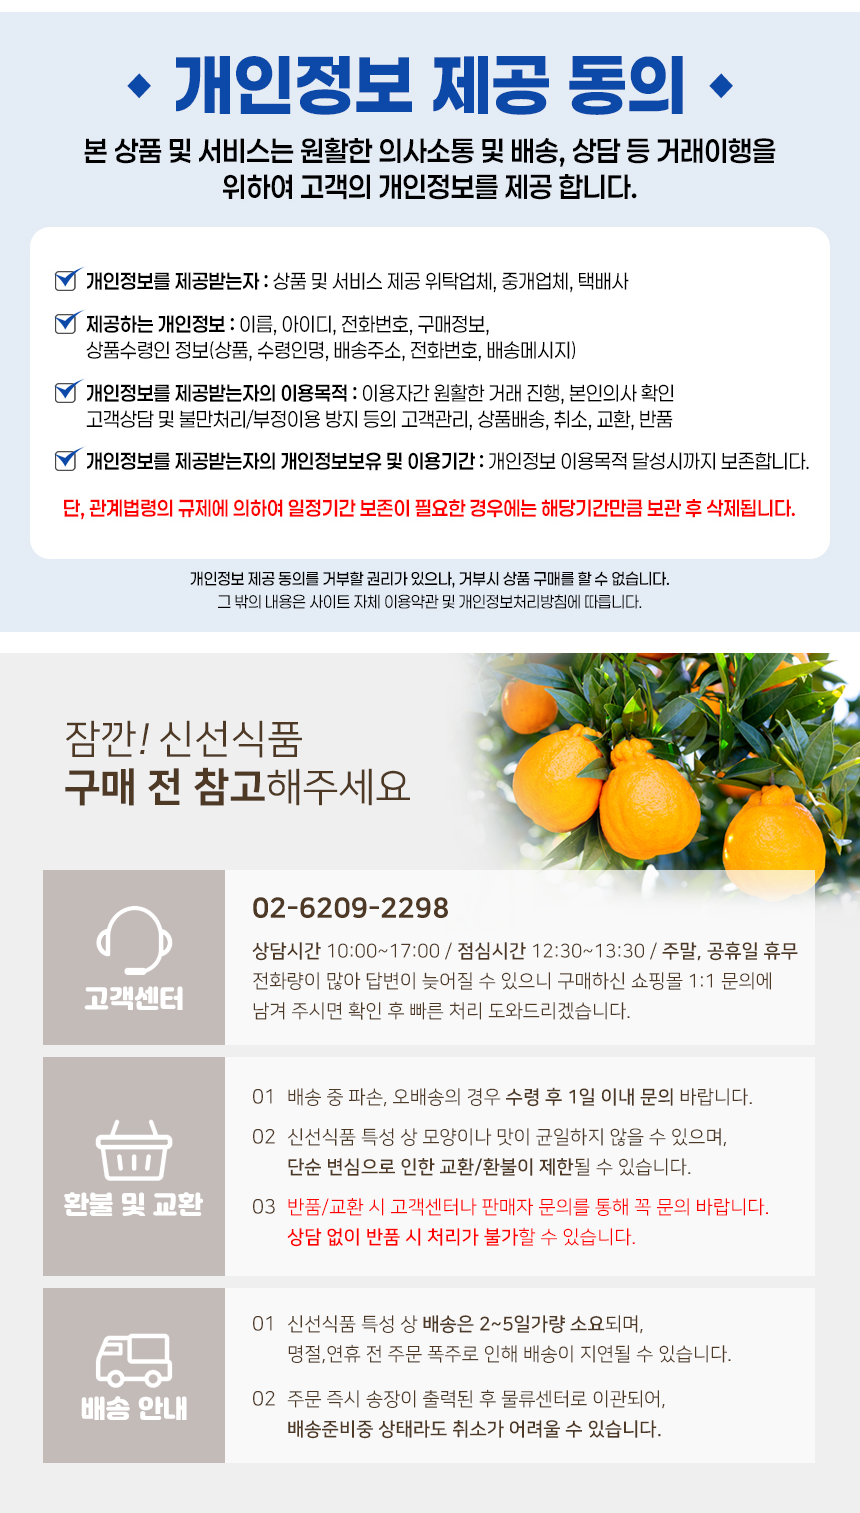 개인정보 제공 동의
본 상품 및 서비스는 원활한 의사소통 및 배송, 상담 등 거래이행을
위하여 고객의 개인정보를 제공 합니다.
개인정보를 제공받는자 : 상품 및 서비스 제공 위탁업체, 중개업체, 택배사
제공하는 개인정보 : 이름, 아이디, 전화번호, 구매정보,
상품수령인 정보(상품, 수령인명, 배송주소, 전화번호, 배송메시지)
개인정보를 제공받는자의 이용목적 : 이용자간 원활한 거래 진행, 본인의사 확인
고객상담 및 불만처리/부정이용 방지 등의 고객관리, 상품배송, 취소, 교환, 반품
개인정보를 제공받는자의 개인정보보유 및 이용기간 : 개인정보 이용목적 달성시까지 보존합니다.
단, 관계법령의 규제에 의하여 일정기간 보존이 필요한 경우에는 해당기간만큼 보관 후 삭제됩니다.
개인정보 제공 동의를 거부할 권리가 있으나, 거부시 상품 구매를 할 수 없습니다.
그 밖의 내용은 사이트 자체 이용약관 및 개인정보처리방침에 따릅니다.
잠깐! 신선식품
구매 전 참고해주세요
고객센터
02-6209-2298
상담시간 10:00~17:00 / 점심시간 12:30~13:30 / 주말, 공휴일 휴무
전화량이 많아 답변이 늦어질 수 있으니 구매하신 쇼핑몰 1:1 문의에
남겨 주시면 확인 후 빠른 처리 도와드리겠습니다.
환불 및 교환
01 배송 중 파손, 오배송의 경우 수령 후 1일 이내 문의 바랍니다.
02 신선식품 특성 상 모양이나 맛이 균일하지 않을 수 있으며,
단순 변심으로 인한 교환/환불이 제한될 수 있습니다.
03 반품/교환 시 고객센터나 판매자 문의를 통해 꼭 문의 바랍니다.
상담 없이 반품 시 처리가 불가할 수 있습니다.
배송 안내
01 신선식품 특성 상 배송은 2~5일가량 소요되며,
명절,연휴 전 주문 폭주로 인해 배송이 지연될 수 있습니다.
02 주문 즉시 송장이 출력된 후 물류센터로 이관되어,
배송준비중 상태라도 취소가 어려울 수 있습니다.